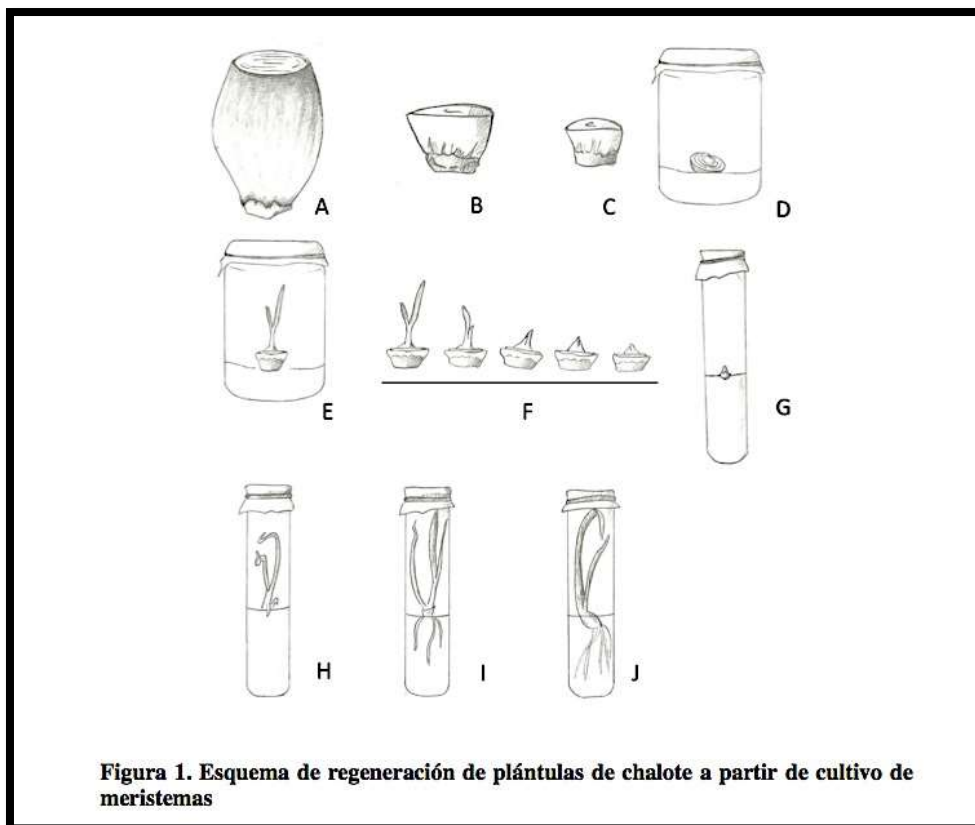 A
B
C
D
E
F
G
H
I
J
Figura 1. Esquema de regeneración de plántulas de chalote a partir de cultivo de
meristemas